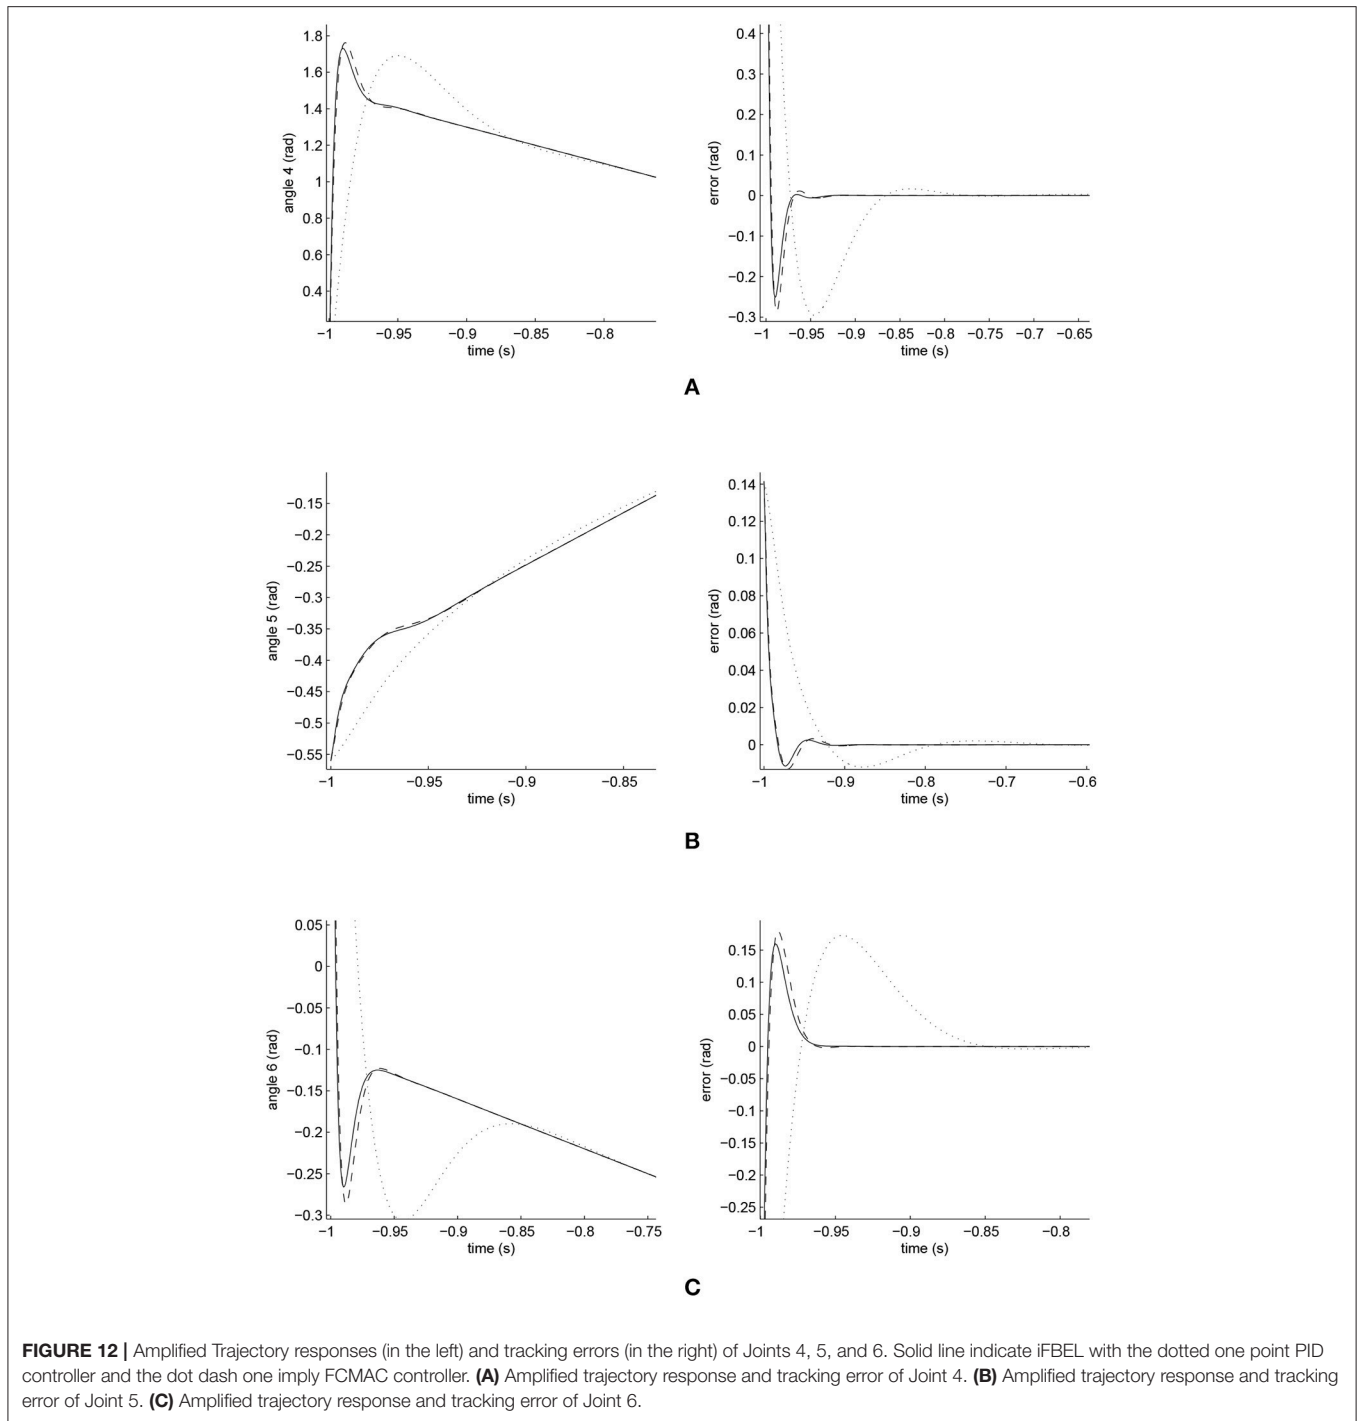 1.8
1.6
1.4
1.2
1
0.8
0.6
0.4
angle 4 (rad)
−1 −0.95 −0.9 −0.85 −0.8
time (s)
0.4
0.3
0.2
0.1
0
−0.1
−0.2
−0.3
error (rad)
−1 −0.95 −0.9 −0.85 −0.8 −0.75 −0.7 −0.65
time (s)
A
−0.15
−0.2
−0.25
−0.3
−0.35
−0.4
−0.45
−0.5
−0.55
angle 5 (rad)
−1 −0.95 −0.9 −0.85
time (s)
0.14
0.12
0.1
0.08
0.06
0.04
0.02
0
error (rad)
−1 −0.9 −0.8 −0.7 −0.6
time (s)
B
0.05
0
−0.05
−0.1
−0.15
−0.2
−0.25
−0.3
angle 6 (rad)
−1 −0.95 −0.9 −0.85 −0.8 −0.75
time (s)
0.15
0.1
0.05
0
−0.05
−0.1
−0.15
−0.2
−0.25
error (rad)
−1 −0.95 −0.9 −0.85 −0.8
time (s)
C
FIGURE 12 | Amplified Trajectory responses (in the left) and tracking errors (in the right) of Joints 4, 5, and 6. Solid line indicate iFBEL with the dotted one point PID
controller and the dot dash one imply FCMAC controller. (A) Amplified trajectory response and tracking error of Joint 4. (B) Amplified trajectory response and tracking
error of Joint 5. (C) Amplified trajectory response and tracking error of Joint 6.